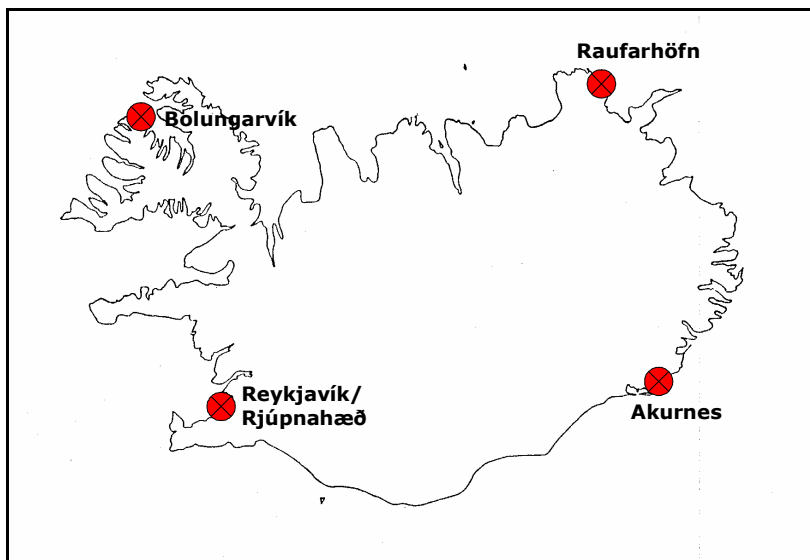 Raufarhöfn
Bolungarvík
Reykjavík/
Rjúpnahæð
Akurnes